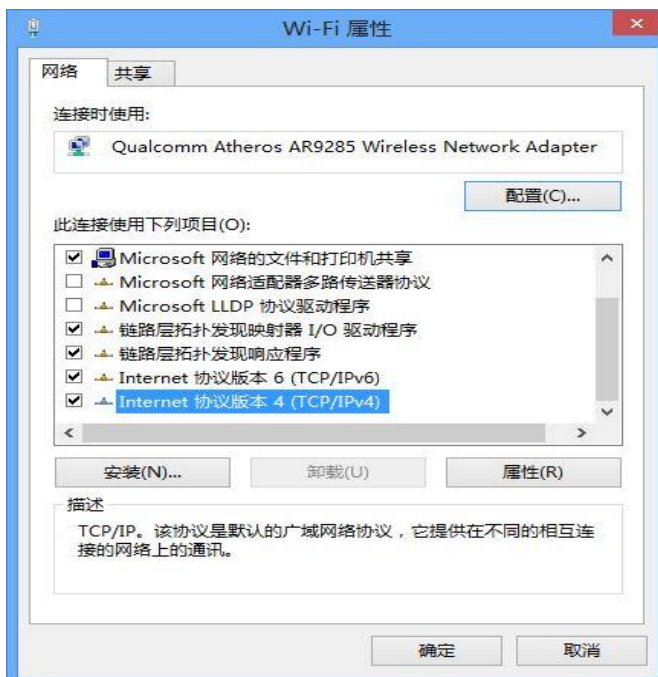 Wi-Fi 属性
网络
共享
连接时使用:
Qualcomm Atheros AR9285 Wireless Network Adapter
配置(C)...
此连接使用下列项目(O):
Microsoft 网络的文件和打印机共享
Microsoft 网络适配器多路传送器协议
Microsoft LLDP 协议驱动程序
链路层拓扑发现映射器 I/O 驱动程序
链路层拓扑发现响应程序
Internet 协议版本 6 (TCP/IPv6)
Internet 协议版本 4 (TCP/IPv4)
安装(N)...
卸载(U)
属性(R)
描述
TCP/IP。该协议是默认的广域网络协议，它提供在不同的相互连
接的网络上的通讯。
确定
取消